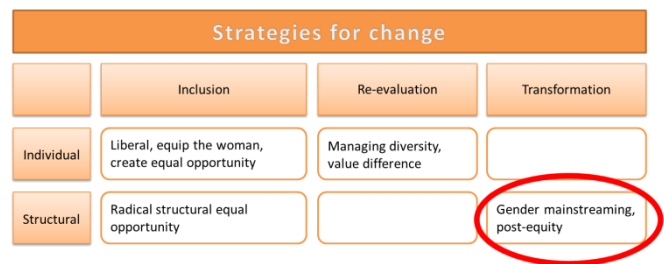 Strategies for change
Inclusion
Re-evaluation
Transformation
Individual
Liberal, equip the woman,
create equal opportunity
Managing diversity,
value difference
Structural
Radical structural equal
opportunity
Gender mainstreaming,
post-equity